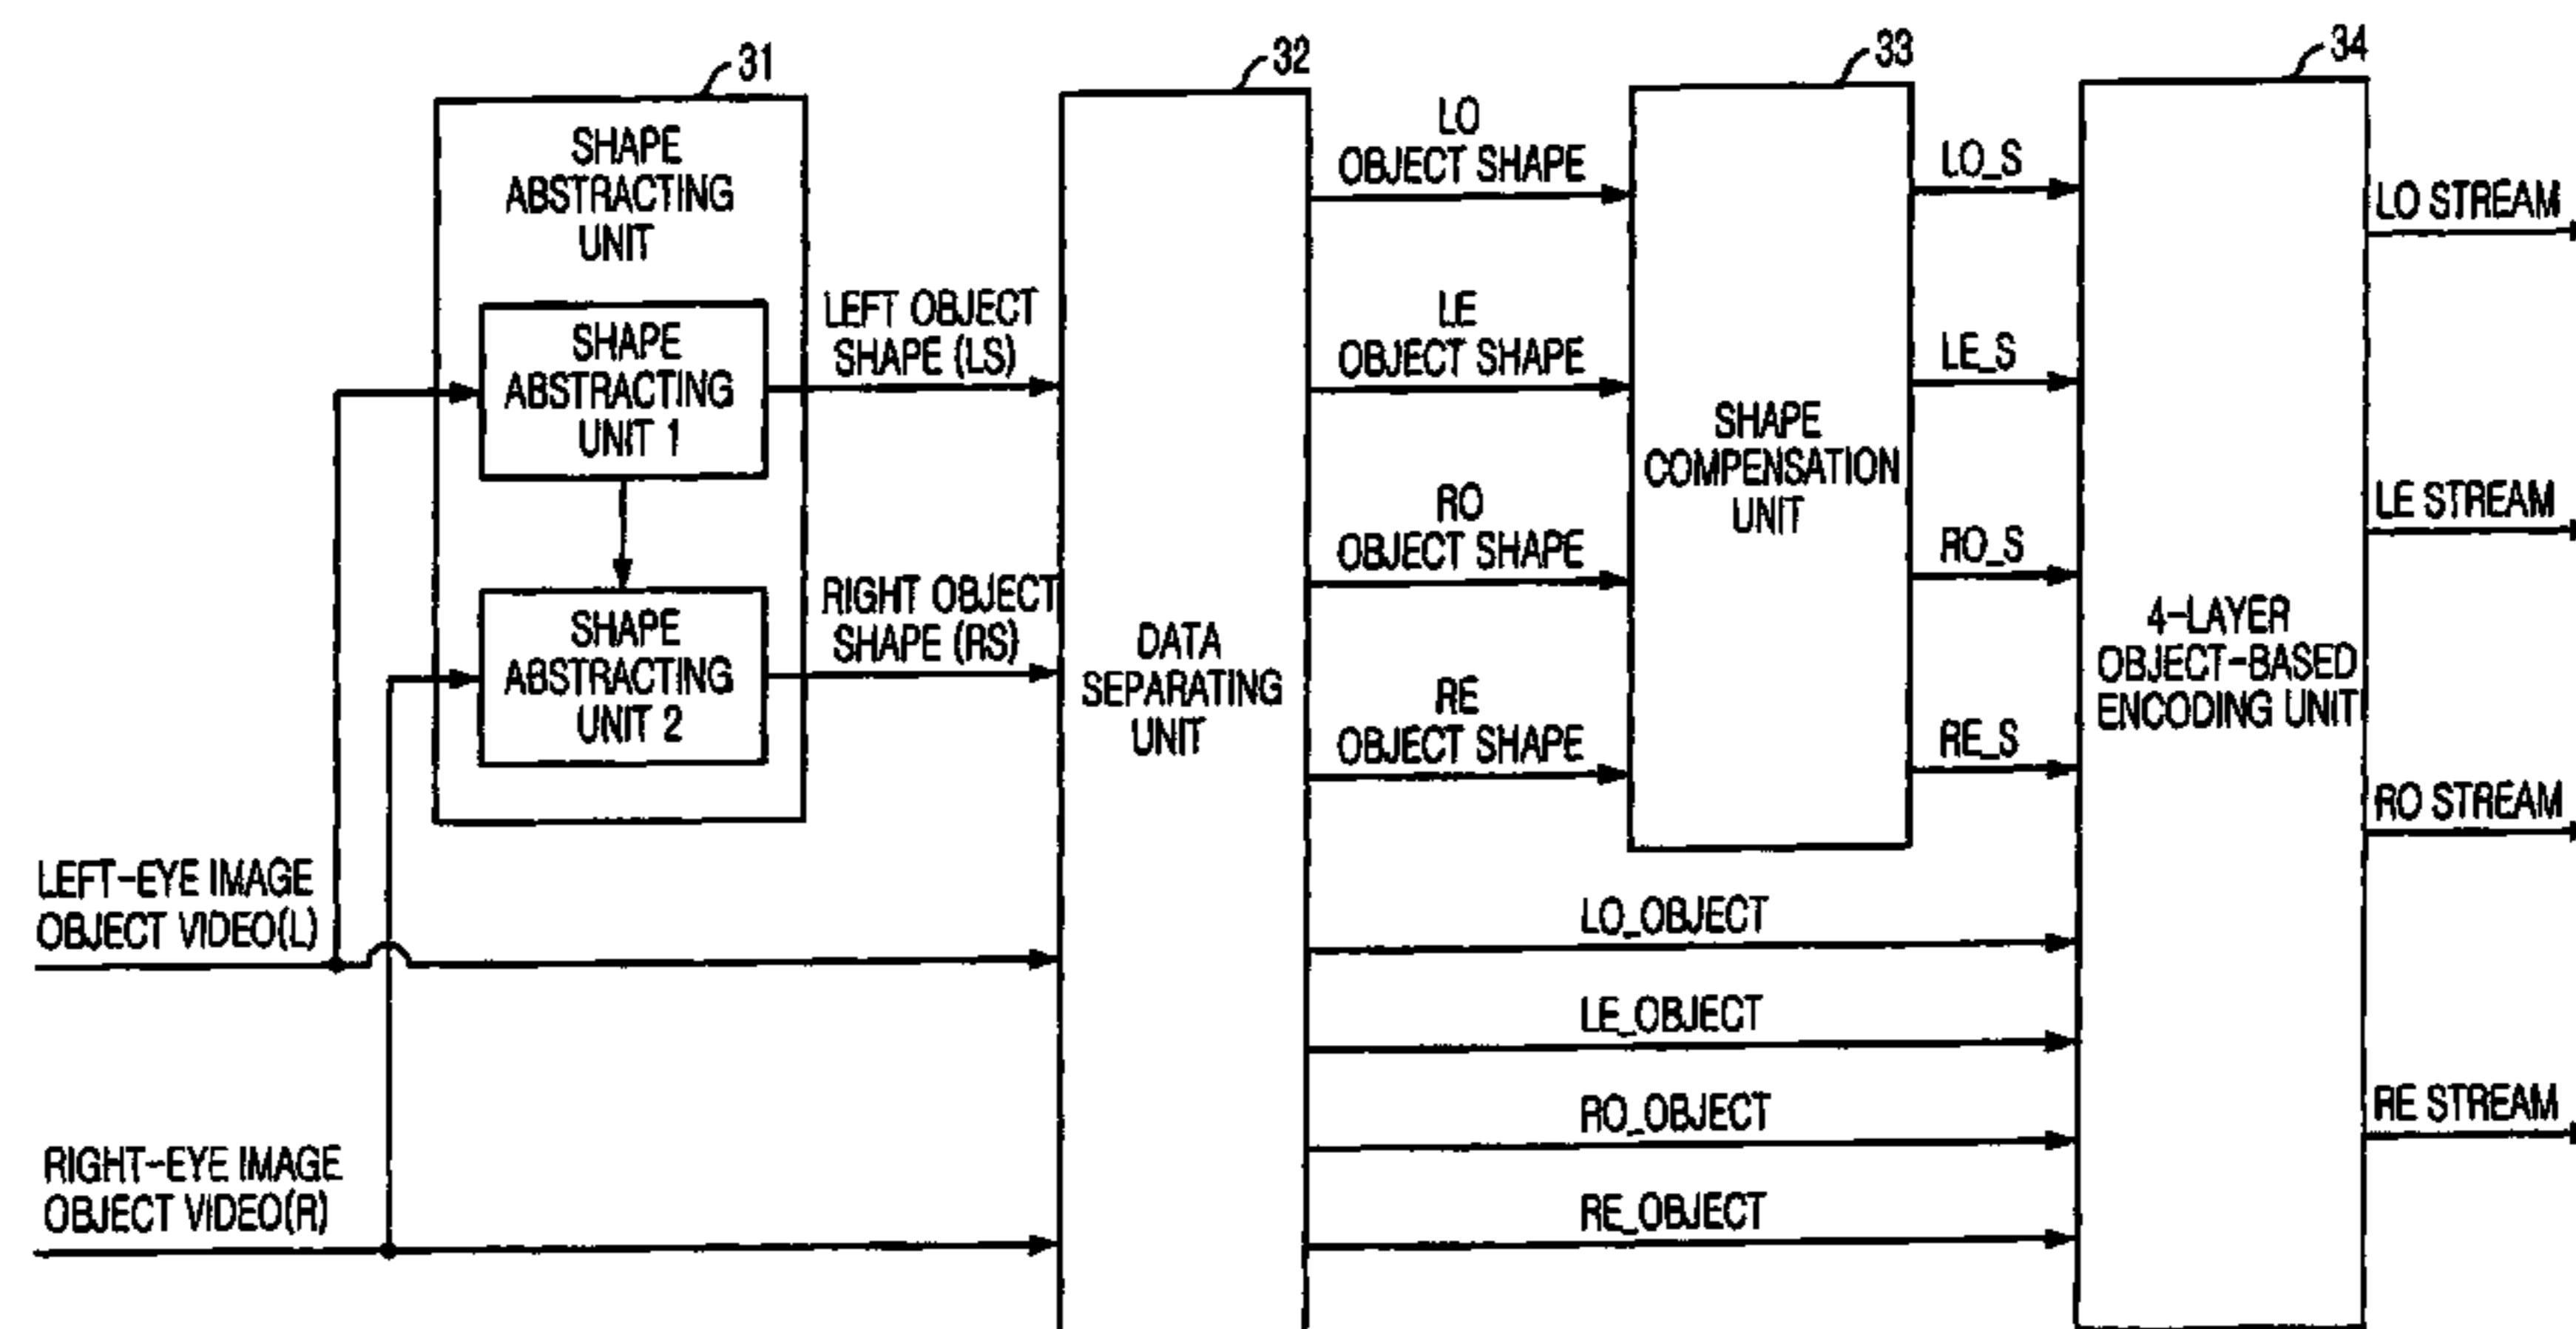 31
32
33
34
SHAPE
ABSTRACTING
UNIT
SHAPE
ABSTRACTING
UNIT 1
SHAPE
ABSTRACTING
UNIT 2
LEFT OBJECT
SHAPE (LS)
RIGHT OBJECT
SHAPE (RS)
LEFT-EYE IMAGE
OBJECT VIDEO(L)
RIGHT-EYE IMAGE
OBJECT VIDEO(R)
DATA
SEPARATING
UNIT
LO
OBJECT SHAPE
LE
OBJECT SHAPE
RO
OBJECT SHAPE
RE
OBJECT SHAPE
SHAPE
COMPENSATION
UNIT
LO_S
LE_S
RO_S
RE_S
LO_OBJECT
LE_OBJECT
RO_OBJECT
RE_OBJECT
4-LAYER
OBJECT-BASED
ENCODING UNIT
LO STREAM
LE STREAM
RO STREAM
RE STREAM